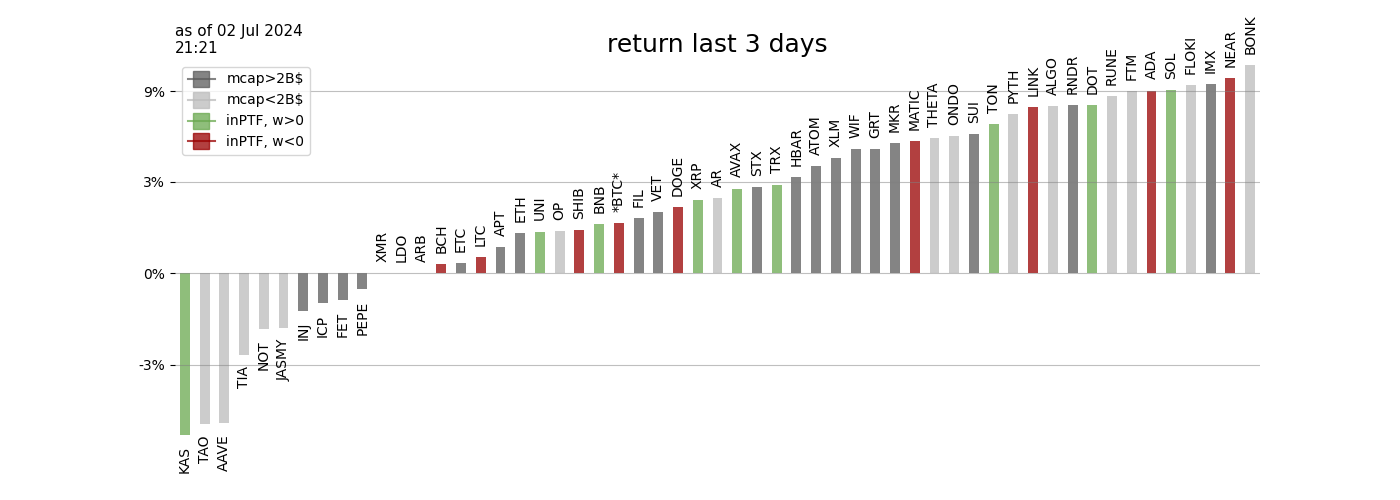 as of 02 Jul 2024
21:21
return last 3 days
mcap>2B$
mcap<2B$
inPTF, w>0
inPTF, w<0
9%
3%
0%
-3%
KAS
TAO
AAVE
TIA
NOT
JASMY
INJ
ICP
FET
PEPE
XMR
LDO
ARB
BCH
ETC
LTC
APT
ETH
UNI
OP
SHIB
BNB
*BTC*
FIL
VET
DOGE
XRP
AR
AVAX
STX
TRX
HBAR
ATOM
XLM
WIF
GRT
MKR
MATIC
THETA
ONDO
SUI
TON
PYTH
LINK
ALGO
RNDR
DOT
RUNE
FTM
ADA
SOL
FLOKI
IMX
NEAR
BONK